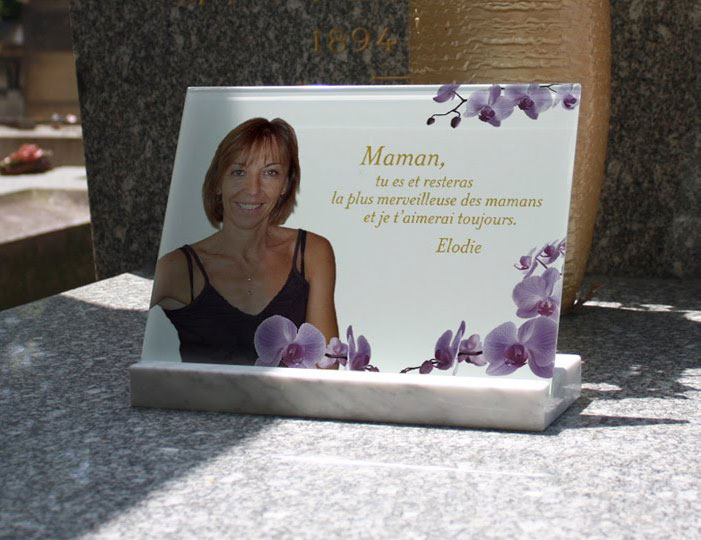 1894
Maman,
tu es et resteras
la plus merveilleuse des mamans
et je t'aimerai toujours.
Elodie